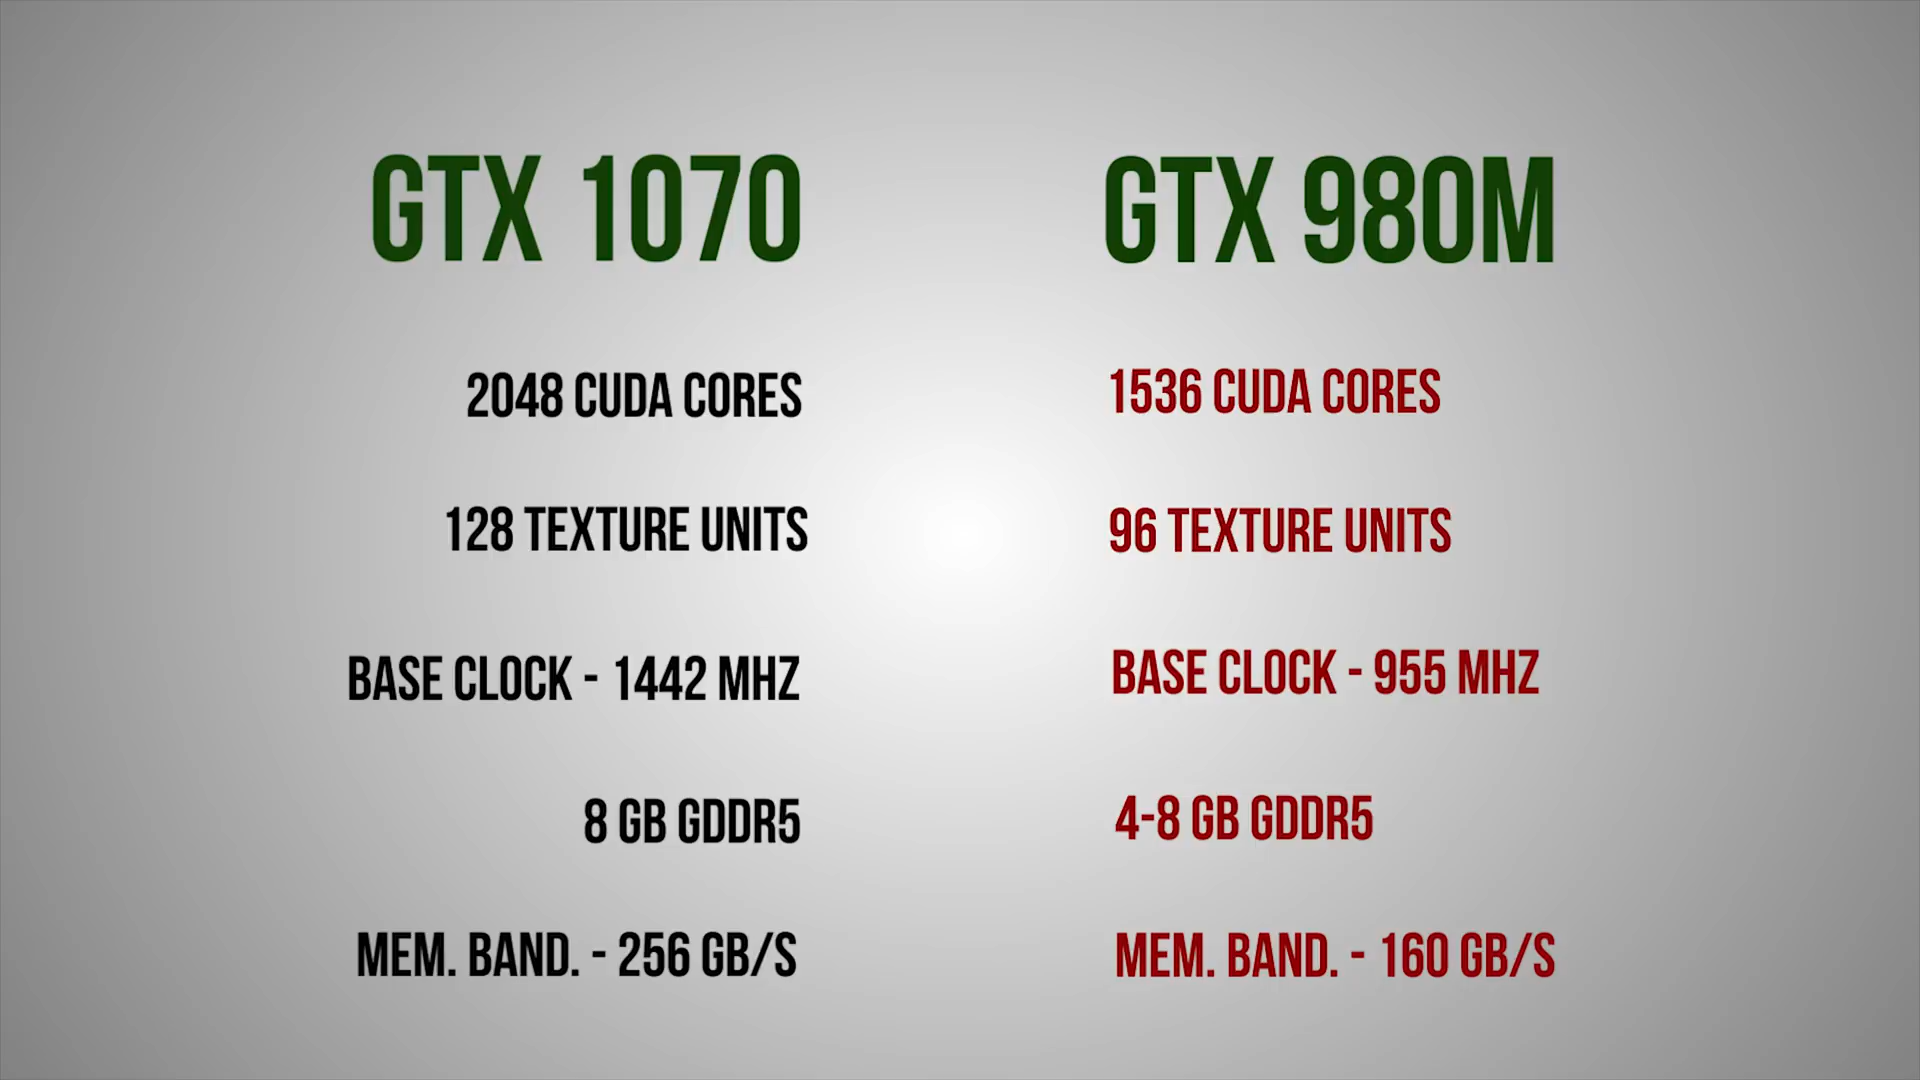 GTX 1070
GTX 980M
2048 CUDA CORES
1536 CUDA CORES
128 TEXTURE UNITS
96 TEXTURE UNITS
BASE CLOCK - 1442 MHZ
BASE CLOCK - 955 MHZ
8 GB GDDR5
4-8 GB GDDR5
MEM. BAND. - 256 GB/S
MEM. BAND. - 160 GB/S